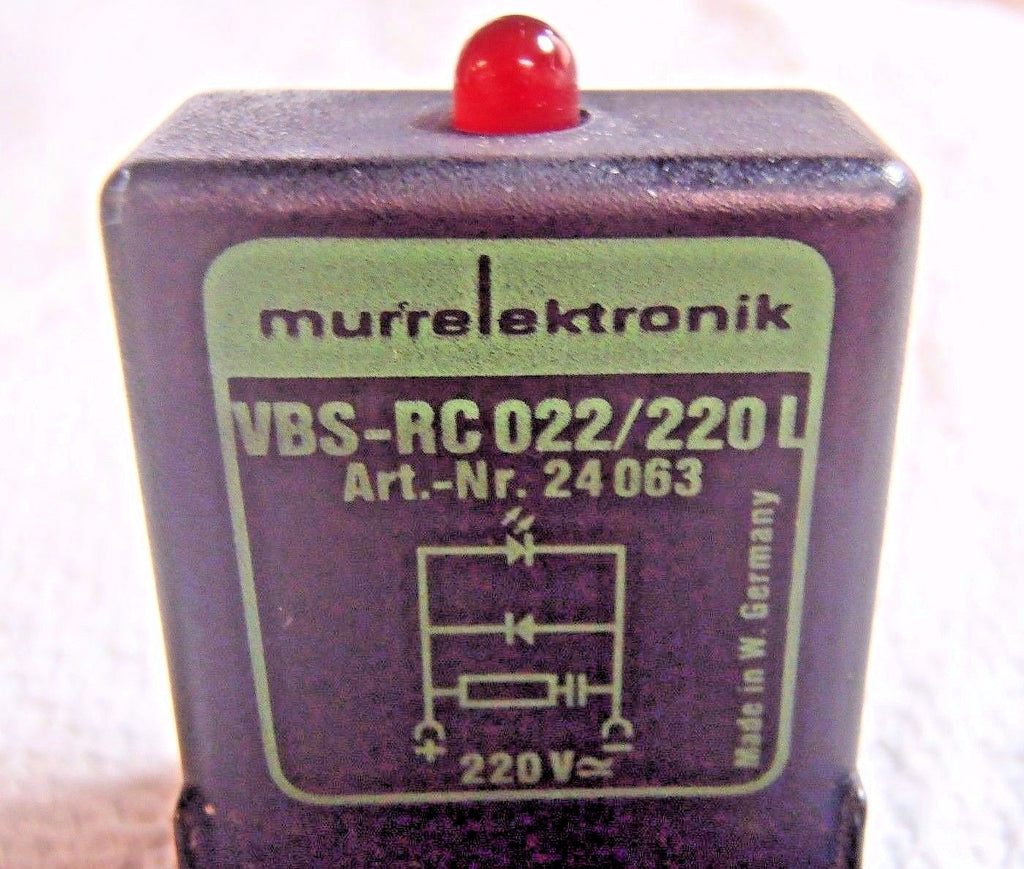 murrelektronik
VBS-RC 022/220 L
Art.-Nr. 24 063
+ -
220 V ≂
Made in W. Germany